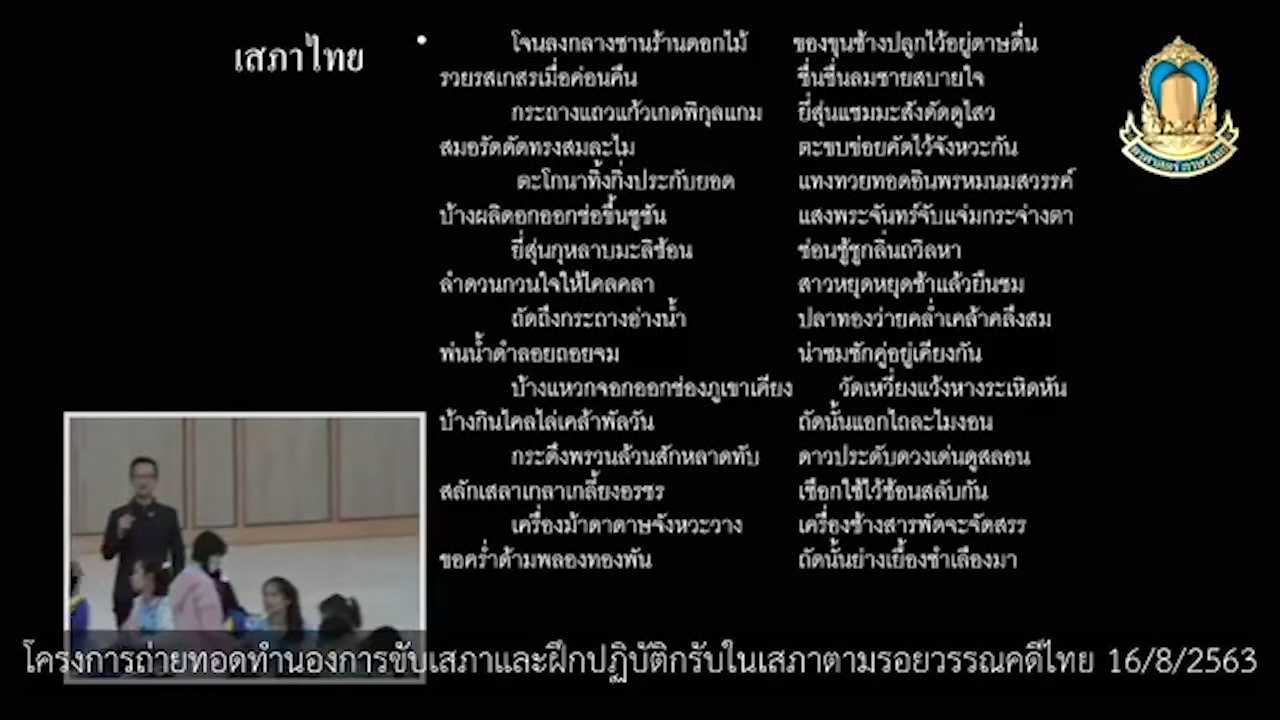 เสภาไทย
• โจนลงกลางชานร้านดอกไม้ ของขุนช้างปลูกไว้อยู่ดาษดื่น
รวยรสเกสรเมื่อค่อนคืน ชื่นชื่นลมชายสบายใจ
กระถางแถวแก้วเกดพิกุลแกม ยี่สุ่นแซมมะสังดัดดูไสว
สมอรัดดัดทรงสมละไม ตะขบข่อยคัดไว้จังหวะกัน
ตะโกนาทิ้งกิ่งประกับยอด แทงทวยทอดอินพรหมนมสวรรค์
บ้างผลิดอกออกช่อขึ้นชูชัน แสงพระจันทร์จับแจ่มกระจ่างตา
ยี่สุ่นกุหลาบมะลิซ้อน ซ่อนชู้ชูกลิ่นถวิลหา
ลำดวนกวนใจให้ไคลคลา สาวหยุดหยุดช้าแล้วยืนชม
ถัดถึงกระถางอ่างน้ำ ปลาทองว่ายคล่ำเคล้าคลึงสม
พ่นน้ำดำลอยถอยจม น่าชมชักคู่อยู่เคียงกัน
บ้างแหวกจอกออกช่องภูเขาเคียง วัดเหวี่ยงแว้งหางระเหิดหัน
บ้างกินไคลไล่เคล้าพัลวัน ถัดนั้นแอกไถละไมงอน
กระดึงพรวนล้วนสักหลาดทับ ดาวประดับดวงเด่นดูสลอน
สลักเสลาเกลาเกลี้ยงอรชร เชือกใช้ไว้ซ้อนสลับกัน
เครื่องม้าดาดาษจังหวะวาง เครื่องช้างสารพัดจะจัดสรร
ขอคร่ำด้ามพลองทองพัน ถัดนั้นย่างเยื้องชำเลืองมา
โครงการถ่ายทอดทำนองการขับเสภาและฝึกปฏิบัติกรับในเสภาตามรอยวรรณคดีไทย 16/8/2563